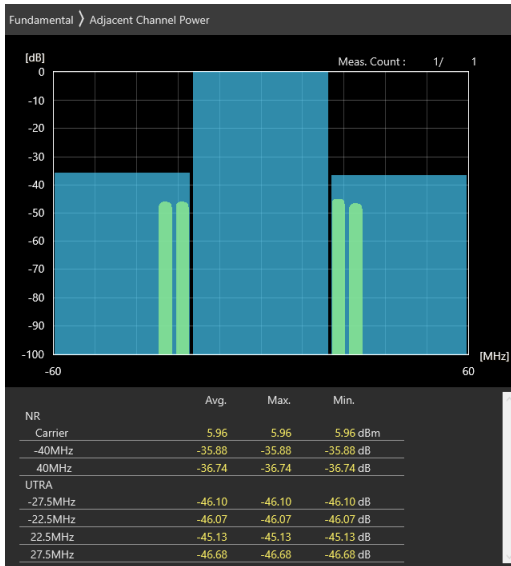 Fundamental 〉 Adjacent Channel Power
[dB]
Meas. Count : 1/ 1
0
-10
-20
-30
-40
-50
-60
-70
-80
-90
-100
[MHz]
-60 60
Avg. Max. Min.
NR
Carrier 5.96 5.96 5.96 dBm
-40MHz -35.88 -35.88 -35.88 dB
40MHz -36.74 -36.74 -36.74 dB
UTRA
-27.5MHz -46.10 -46.10 -46.10 dB
-22.5MHz -46.07 -46.07 -46.07 dB
22.5MHz -45.13 -45.13 -45.13 dB
27.5MHz -46.68 -46.68 -46.68 dB